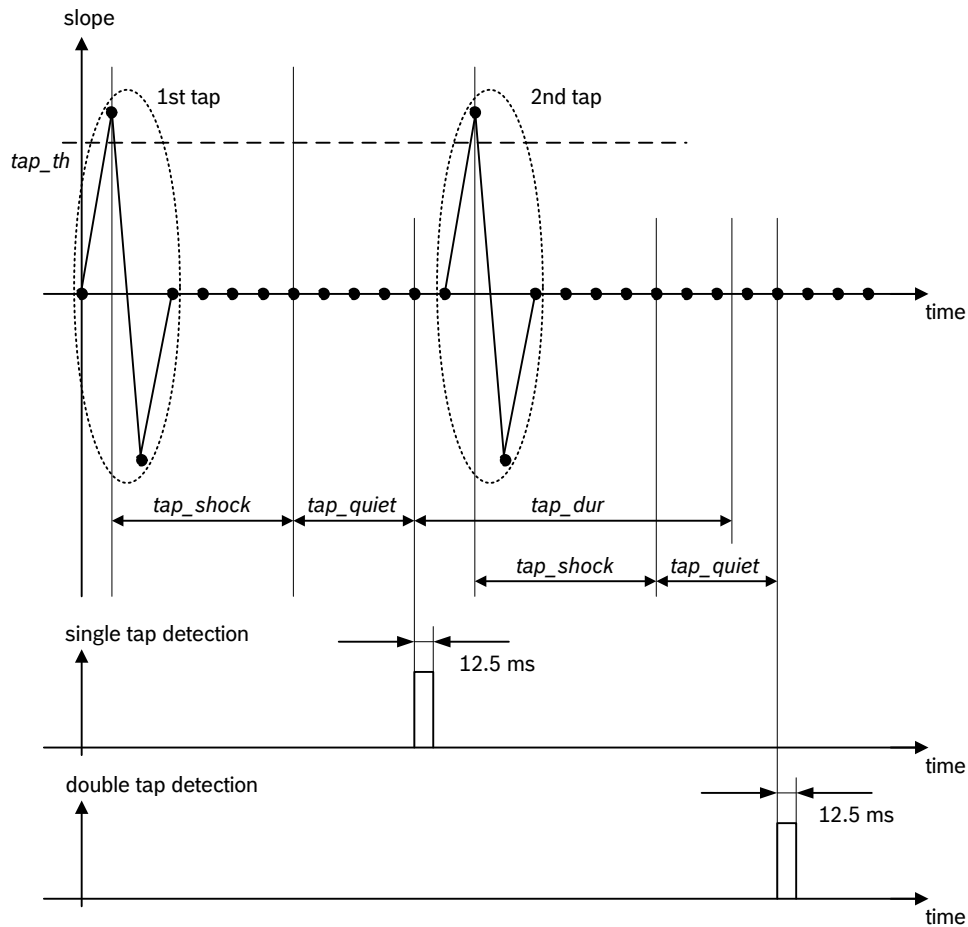 slope
1st tap
2nd tap
tap_th
time
tap_shock
tap_quiet
tap_dur
tap_shock
tap_quiet
single tap detection
12.5 ms
time
double tap detection
12.5 ms
time